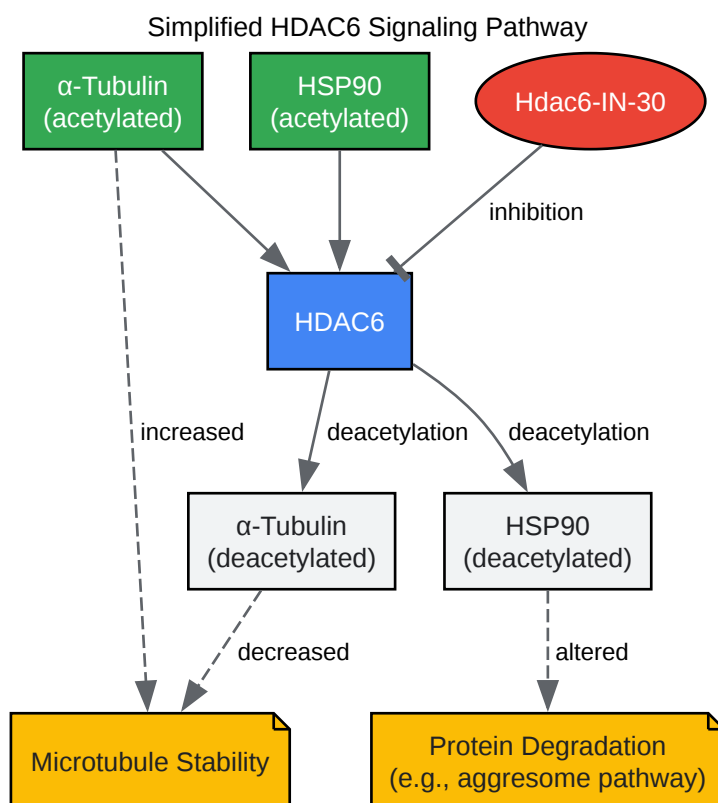 Simplified HDAC6 Signaling Pathway
α-Tubulin
(acetylated)
HSP90
(acetylated)
Hdac6-IN-30
inhibition
HDAC6
increased
deacetylation
deacetylation
α-Tubulin
(deacetylated)
HSP90
(deacetylated)
decreased
altered
Microtubule Stability
Protein Degradation
(e.g., aggresome pathway)